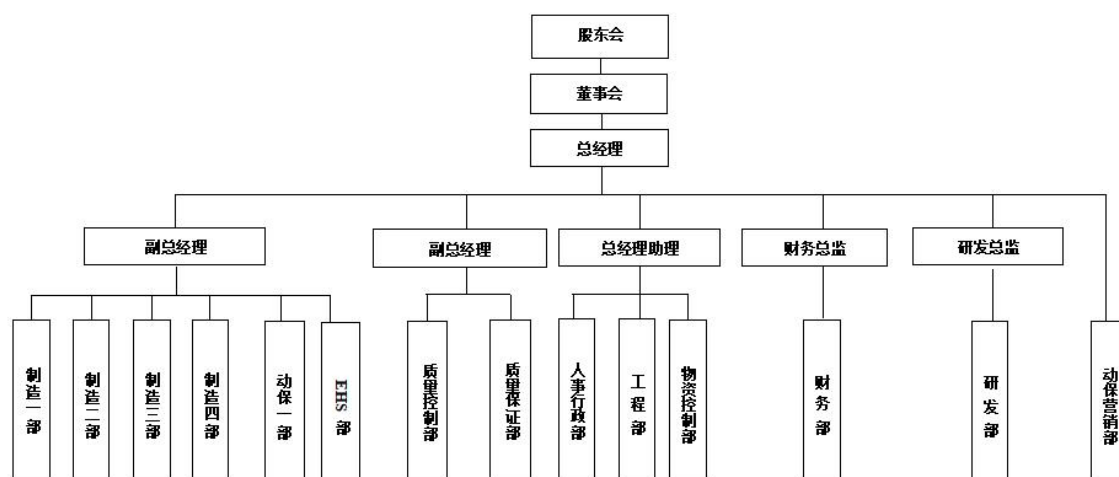 股东会
董事会
总经理
副总经理
副总经理
总经理助理
财务总监
研发总监
制造一部
制造二部
制造三部
制造四部
动保一部
EHS 部
质量控制部
质量保证部
人事行政部
工程部
物资控制部
财务部
研发部
动保营销部